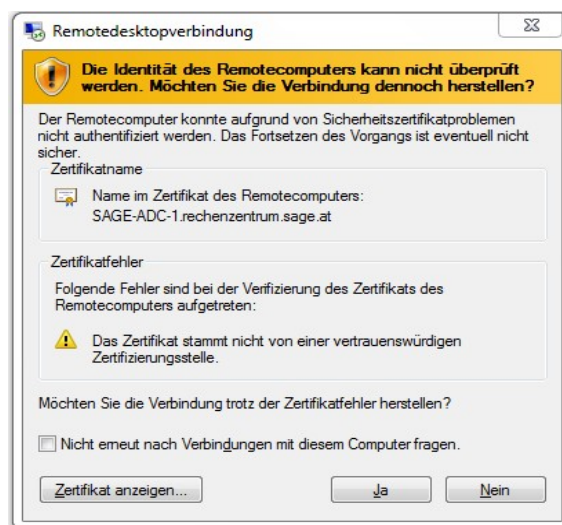 Remotedesktopverbindung
Die Identität des Remotecomputers kann nicht überprüft
werden. Möchten Sie die Verbindung dennoch herstellen?
Der Remotecomputer konnte aufgrund von Sicherheitszertifikatproblemen
nicht authentifiziert werden. Das Fortsetzen des Vorgangs ist eventuell nicht
sicher.
Zertifikatname
Name im Zertifikat des Remotecomputers:
SAGE-ADC-1.rechenzentrum.sage.at
Zertifikatfehler
Folgende Fehler sind bei der Verifizierung des Zertifikats des
Remotecomputers aufgetreten:
Das Zertifikat stammt nicht von einer vertrauenswürdigen
Zertifizierungsstelle.
Möchten Sie die Verbindung trotz der Zertifikatfehler herstellen?
Nicht erneut nach Verbindungen mit diesem Computer fragen.
Zertifikat anzeigen... Ja Nein